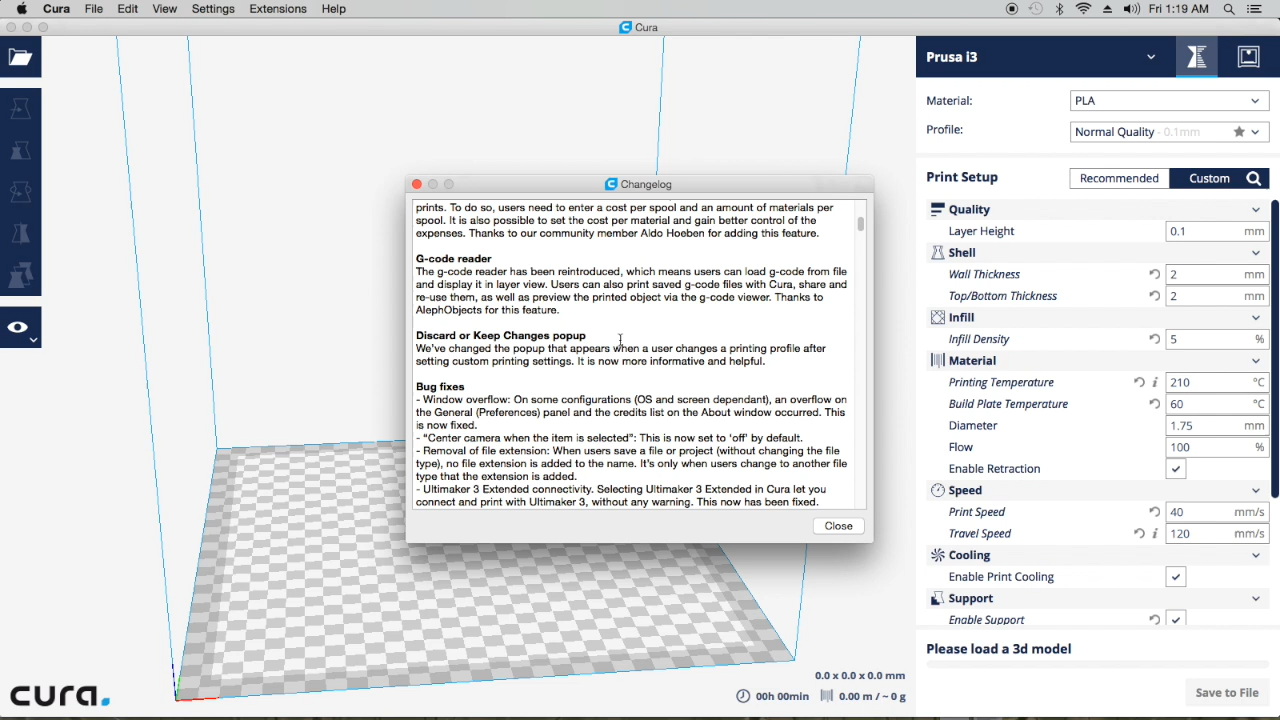 Cura File Edit View Settings Extensions Help Fri 1:19 AM
Cura
Prusa i3
Material: PLA
Profile: Normal Quality - 0.1mm
Print Setup Recommended Custom
Quality
Layer Height 0.1 mm
Shell
Wall Thickness 2 mm
Top/Bottom Thickness 2 mm
Infill
Infill Density 5 %
Material
Printing Temperature i 210 °C
Build Plate Temperature 60 °C
Diameter 1.75 mm
Flow 100 %
Enable Retraction
Speed
Print Speed 40 mm/s
Travel Speed i 120 mm/s
Cooling
Enable Print Cooling
Support
Enable Support
Please load a 3d model
Save to File
Changelog
prints. To do so, users need to enter a cost per spool and an amount of materials per
spool. It is also possible to set the cost per material and gain better control of the
expenses. Thanks to our community member Aldo Hoeben for adding this feature.
G-code reader
The g-code reader has been reintroduced, which means users can load g-code from file
and display it in layer view. Users can also print saved g-code files with Cura, share and
re-use them, as well as preview the printed object via the g-code viewer. Thanks to
AlephObjects for this feature.
Discard or Keep Changes popup
We've changed the popup that appears when a user changes a printing profile after
setting custom printing settings. It is now more informative and helpful.
Bug fixes
- Window overflow: On some configurations (OS and screen dependant), an overflow on
the General (Preferences) panel and the credits list on the About window occurred. This
is now fixed.
- “Center camera when the item is selected”: This is now set to ‘off’ by default.
- Removal of file extension: When users save a file or project (without changing the file
type), no file extension is added to the name. It's only when users change to another file
type that the extension is added.
- Ultimaker 3 Extended connectivity. Selecting Ultimaker 3 Extended in Cura let you
connect and print with Ultimaker 3, without any warning. This now has been fixed.
Close
0.0 x 0.0 x 0.0 mm
00h 00min 0.00 m / ~ 0 g
cura.